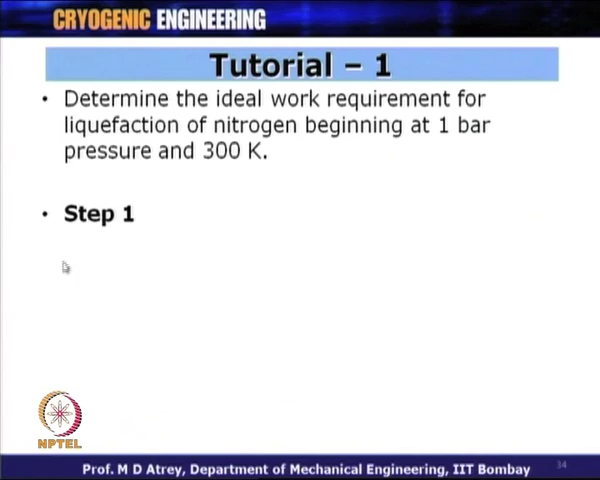 CRYOGENIC ENGINEERING
Tutorial – 1
• Determine the ideal work requirement for
liquefaction of nitrogen beginning at 1 bar
pressure and 300 K.
• Step 1
NPTEL
34
Prof. M D Atrey, Department of Mechanical Engineering, IIT Bombay